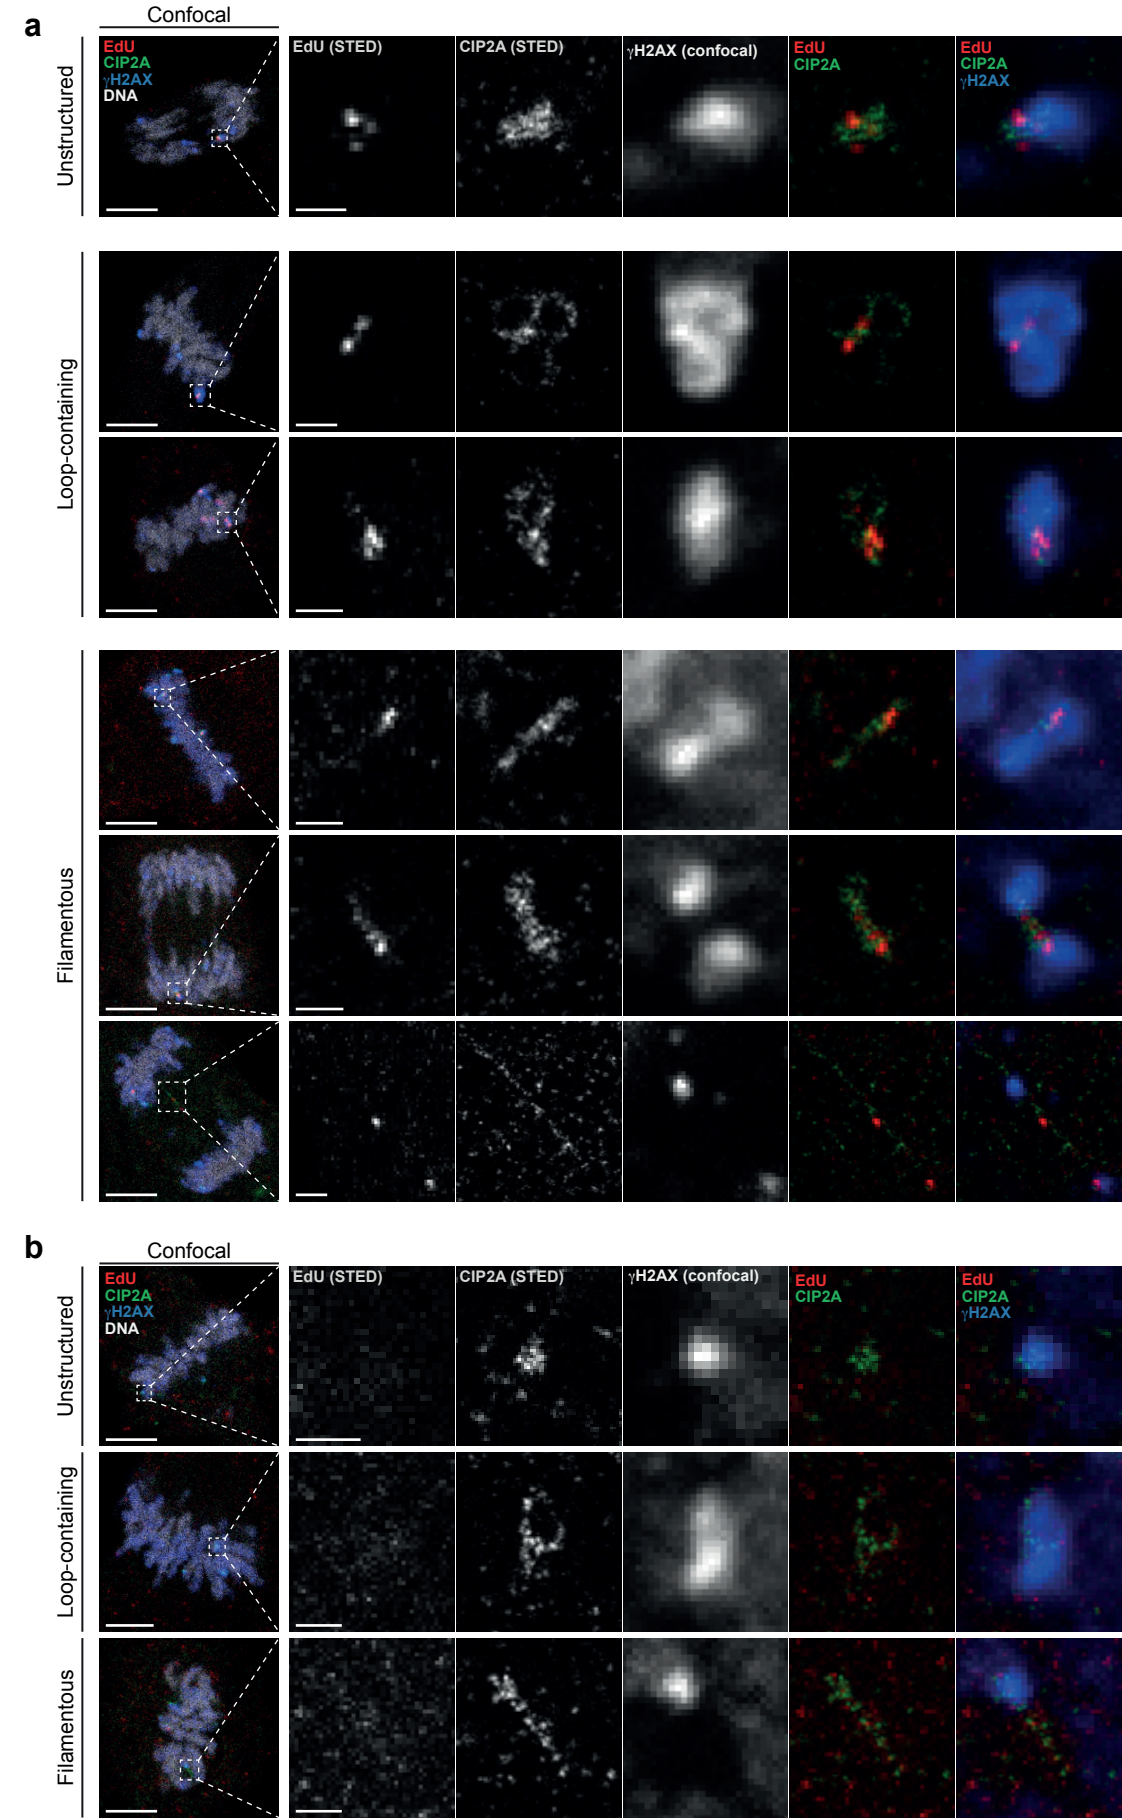 a
Confocal
Unstructured
EdU
CIP2A
γH2AX
DNA
EdU (STED)
CIP2A (STED)
γH2AX (confocal)
EdU
CIP2A
EdU
CIP2A
γH2AX
Loop-containing
Filamentous
b
Confocal
Unstructured
EdU
CIP2A
γH2AX
DNA
EdU (STED)
CIP2A (STED)
γH2AX (confocal)
EdU
CIP2A
EdU
CIP2A
γH2AX
Loop-containing
Filamentous